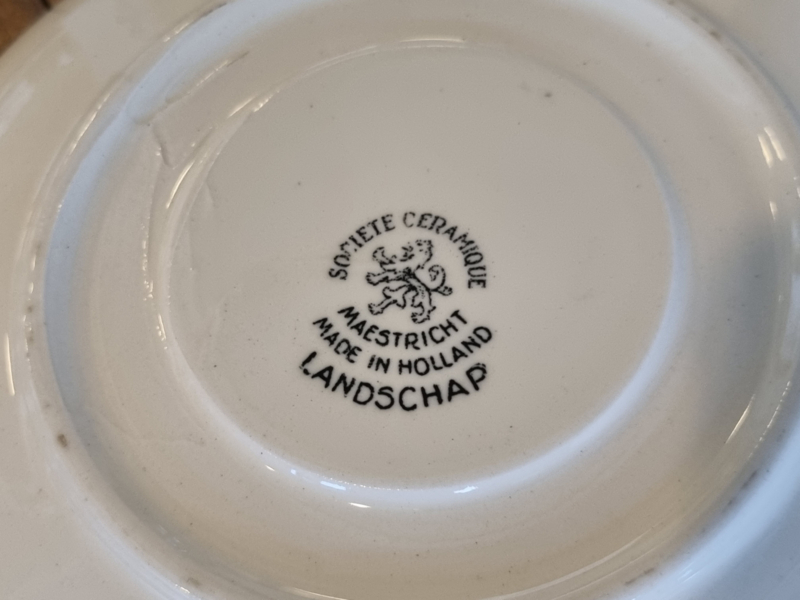 SOCIETE CERAMIQUE
MAESTRICHT
MADE IN HOLLAND
LANDSCHAP